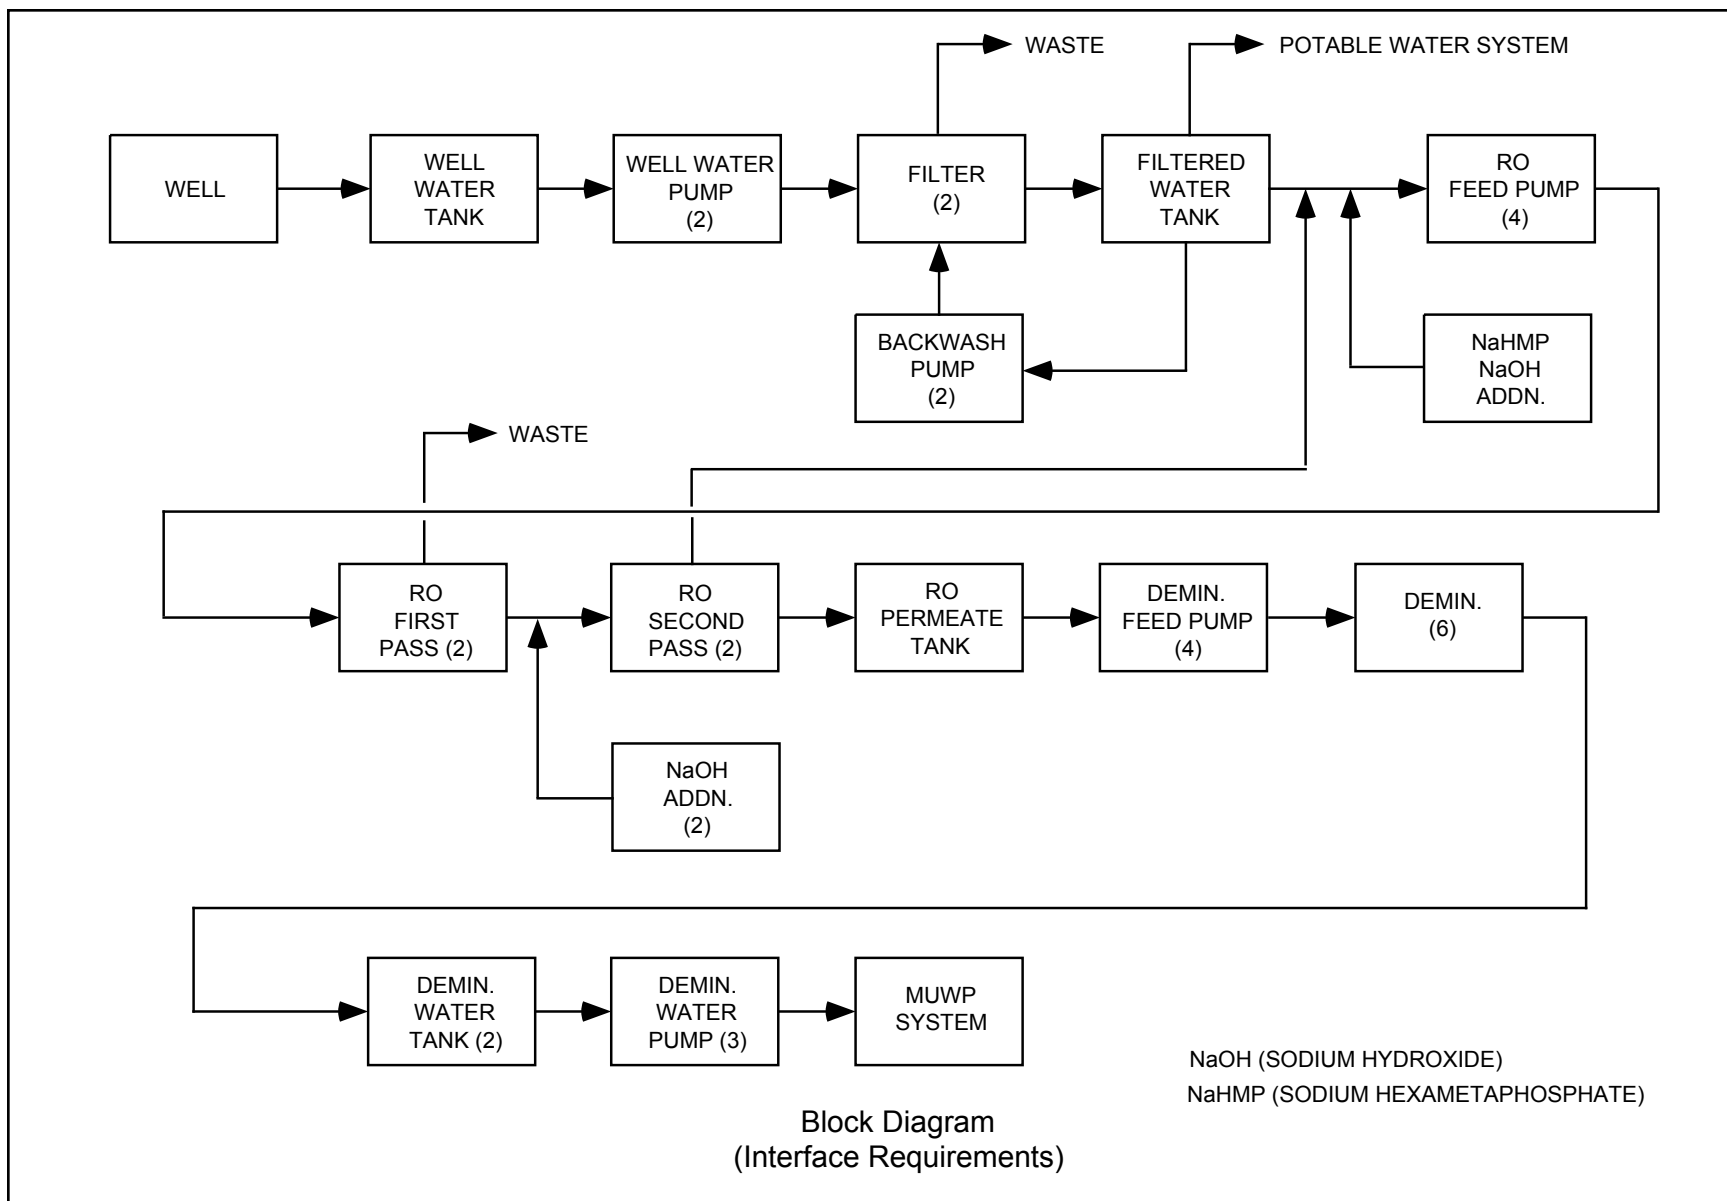 WASTE
POTABLE WATER SYSTEM
WELL
WELL
WATER
TANK
WELL WATER
PUMP
(2)
FILTER
(2)
FILTERED
WATER
TANK
RO
FEED PUMP
(4)
BACKWASH
PUMP
(2)
NaHMP
NaOH
ADDN.
WASTE
RO
FIRST
PASS (2)
RO
SECOND
PASS (2)
RO
PERMEATE
TANK
DEMIN.
FEED PUMP
(4)
DEMIN.
(6)
NaOH
ADDN.
(2)
DEMIN.
WATER
TANK (2)
DEMIN.
WATER
PUMP (3)
MUWP
SYSTEM
NaOH (SODIUM HYDROXIDE)
NaHMP (SODIUM HEXAMETAPHOSPHATE)
Block Diagram
(Interface Requirements)